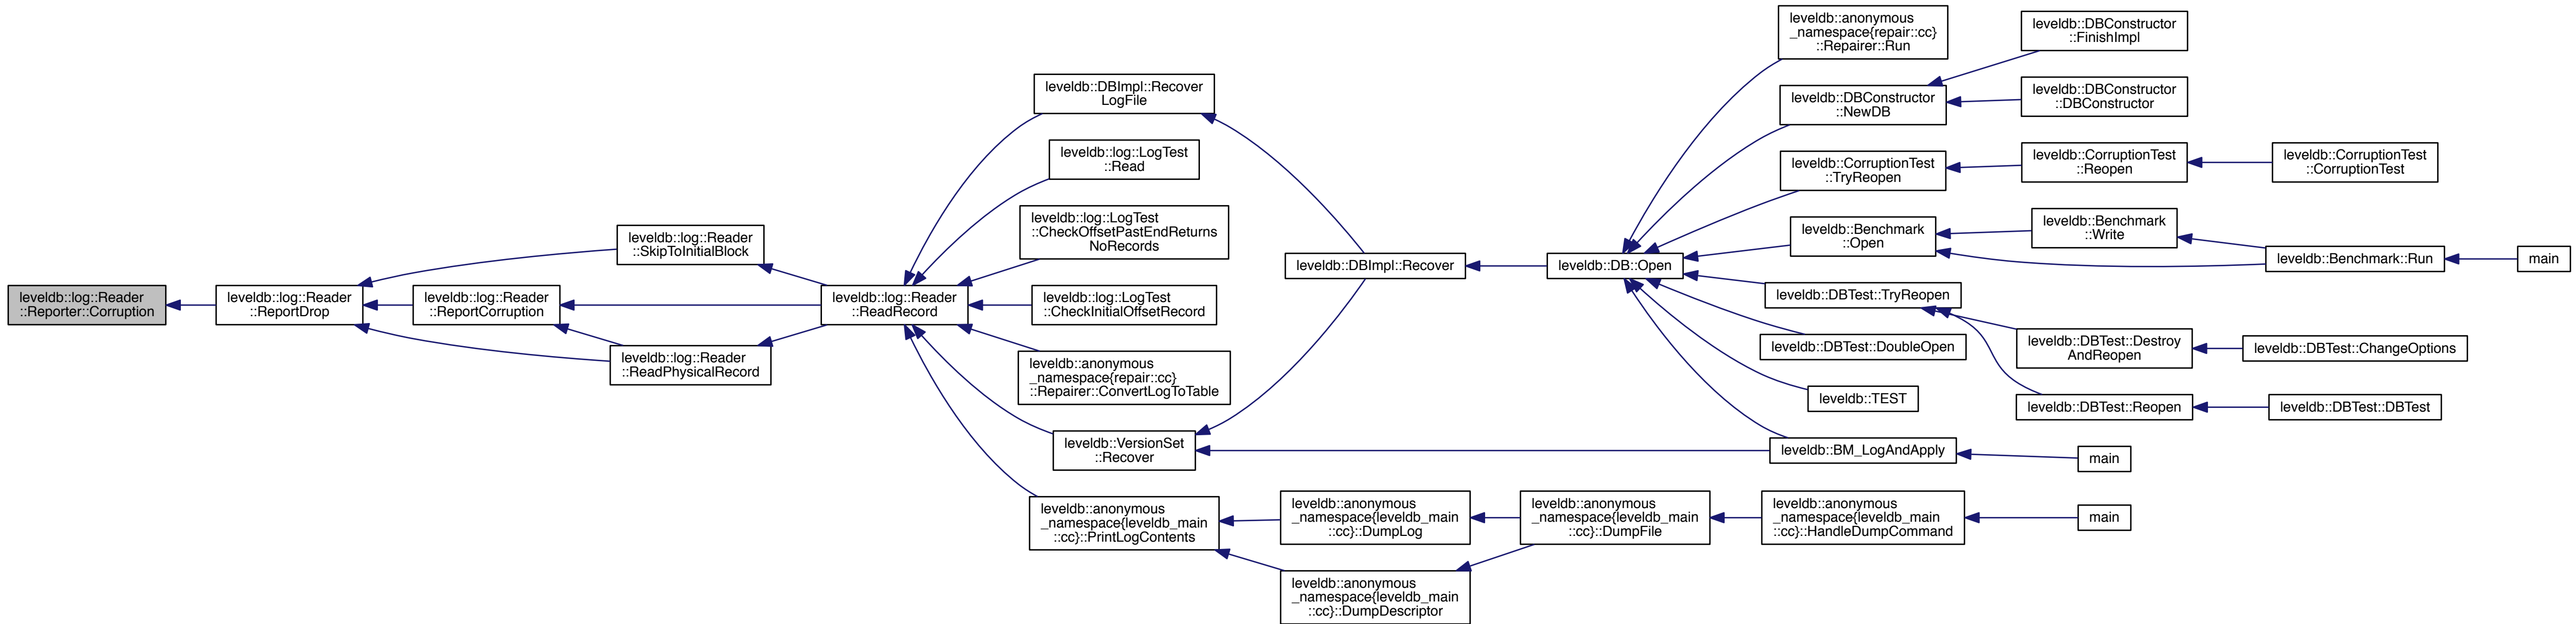 leveldb::log::Reader
::Reporter::Corruption
leveldb::log::Reader
::ReportDrop
leveldb::log::Reader
::SkipToInitialBlock
leveldb::log::Reader
::ReportCorruption
leveldb::log::Reader
::ReadPhysicalRecord
leveldb::log::Reader
::ReadRecord
leveldb::DBImpl::Recover
LogFile
leveldb::log::LogTest
::Read
leveldb::log::LogTest
::CheckOffsetPastEndReturns
NoRecords
leveldb::log::LogTest
::CheckInitialOffsetRecord
leveldb::anonymous
_namespace{repair::cc}
::Repairer::ConvertLogToTable
leveldb::VersionSet
::Recover
leveldb::anonymous
_namespace{leveldb_main
::cc}::PrintLogContents
leveldb::DBImpl::Recover
leveldb::anonymous
_namespace{leveldb_main
::cc}::DumpLog
leveldb::anonymous
_namespace{leveldb_main
::cc}::DumpDescriptor
leveldb::DB::Open
leveldb::anonymous
_namespace{leveldb_main
::cc}::DumpFile
leveldb::anonymous
_namespace{repair::cc}
::Repairer::Run
leveldb::DBConstructor
::NewDB
leveldb::CorruptionTest
::TryReopen
leveldb::Benchmark
::Open
leveldb::DBTest::TryReopen
leveldb::DBTest::DoubleOpen
leveldb::TEST
leveldb::BM_LogAndApply
leveldb::anonymous
_namespace{leveldb_main
::cc}::HandleDumpCommand
leveldb::DBConstructor
::FinishImpl
leveldb::DBConstructor
::DBConstructor
leveldb::CorruptionTest
::Reopen
leveldb::Benchmark
::Write
leveldb::DBTest::Destroy
AndReopen
leveldb::DBTest::Reopen
main
main
leveldb::CorruptionTest
::CorruptionTest
leveldb::Benchmark::Run
leveldb::DBTest::ChangeOptions
leveldb::DBTest::DBTest
main